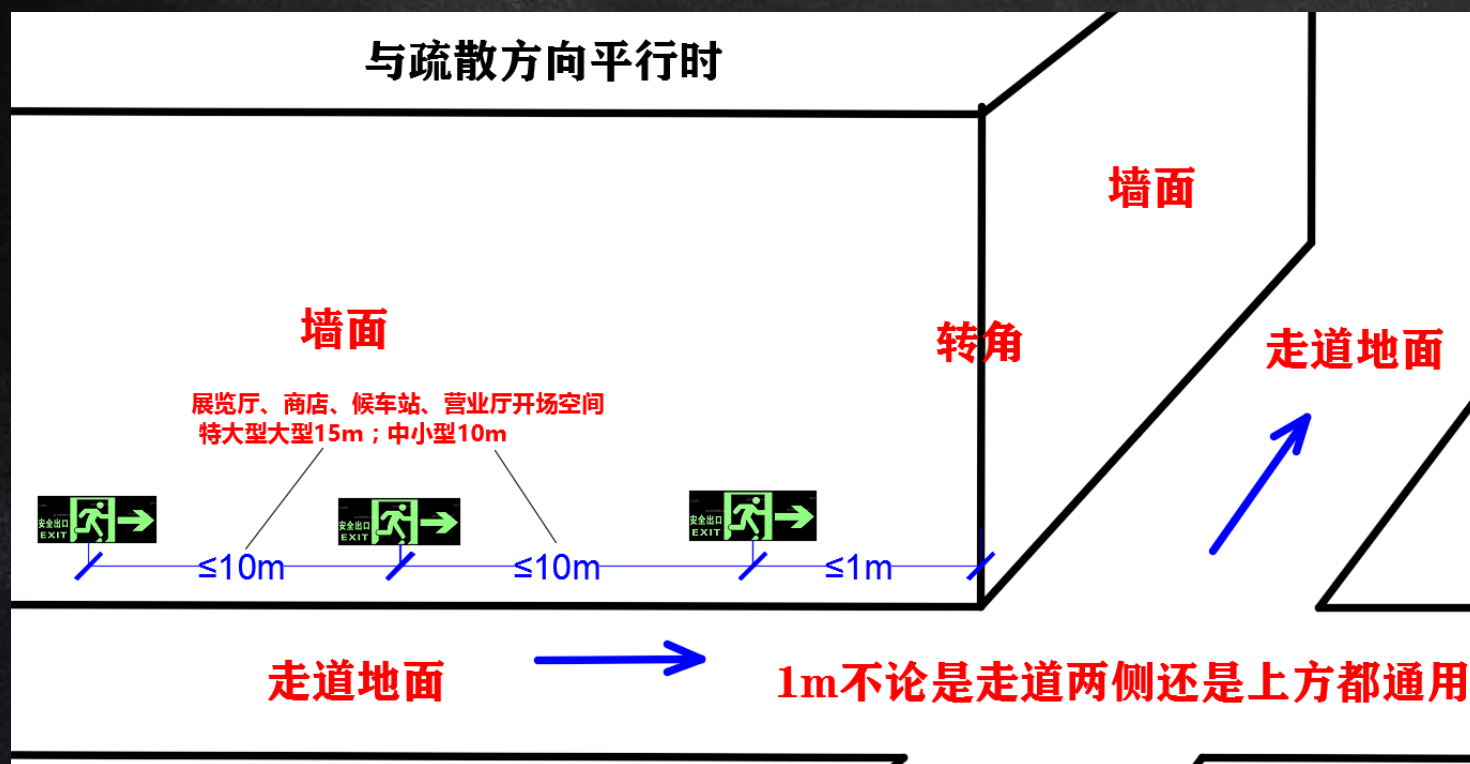 与疏散方向平行时
墙面
墙面
转角
走道地面
展览厅、商店、候车站、营业厅开场空间
特大型大型15m；中小型10m
安全出口
EXIT
安全出口
EXIT
安全出口
EXIT
≤10m
≤10m
≤1m
走道地面
1m不论是走道两侧还是上方都通用